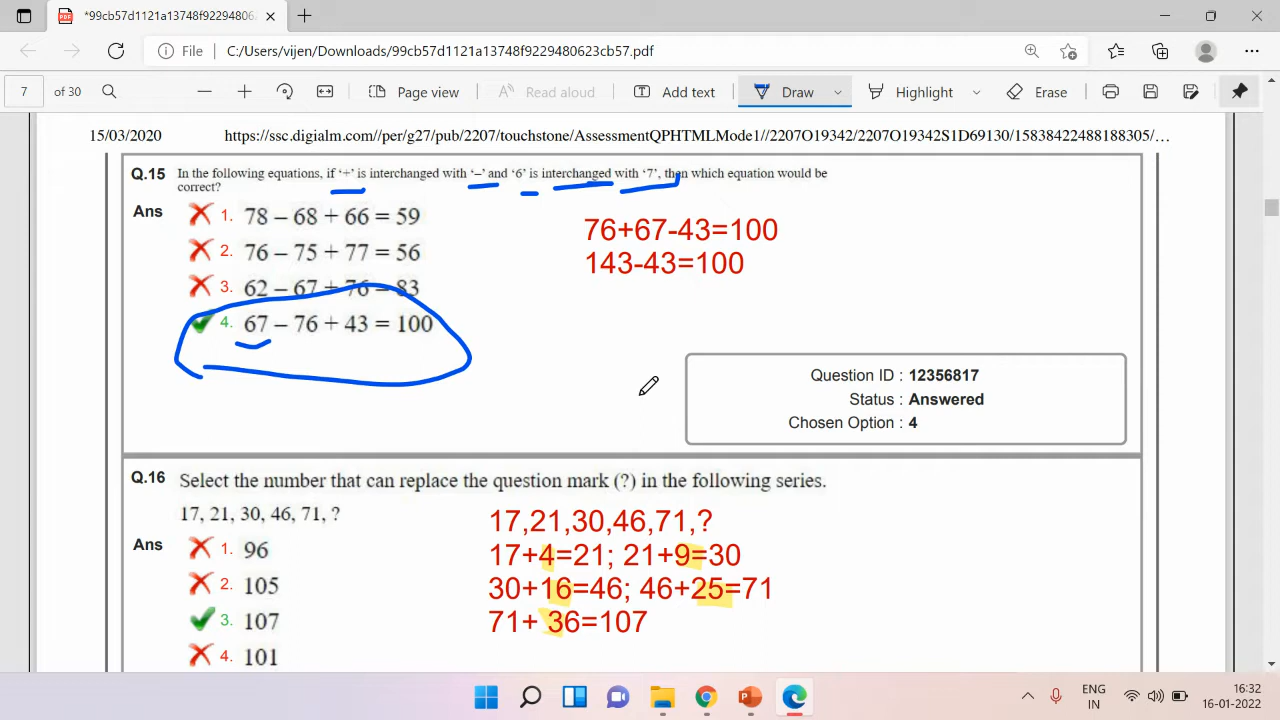 *99cb57d1121a13748f9229480623
File
C:/Users/vijen/Downloads/99cb57d1121a13748f9229480623cb57.pdf
7 of 30
Page view
Read aloud
Add text
Draw
Highlight
Erase
15/03/2020 https://ssc.digialm.com//per/g27/pub/2207/touchstone/AssessmentQPHTMLMode1//2207O19342/2207O19342S1D69130/15838422488188305/…
Q.15 In the following equations, if ‘+’ is interchanged with ‘–’ and ‘6’ is interchanged with ‘7’, then which equation would be
correct?
Ans 1. 78 – 68 + 66 = 59
2. 76 – 75 + 77 = 56
3. 62 – 67 + 76 = 83
4. 67 – 76 + 43 = 100
76+67-43=100
143-43=100
Question ID : 12356817
Status : Answered
Chosen Option : 4
Q.16 Select the number that can replace the question mark (?) in the following series.
17, 21, 30, 46, 71, ?
Ans 1. 96
2. 105
3. 107
4. 101
17,21,30,46,71,?
17+4=21; 21+9=30
30+16=46; 46+25=71
71+ 36=107
ENG
IN
16:32
16-01-2022